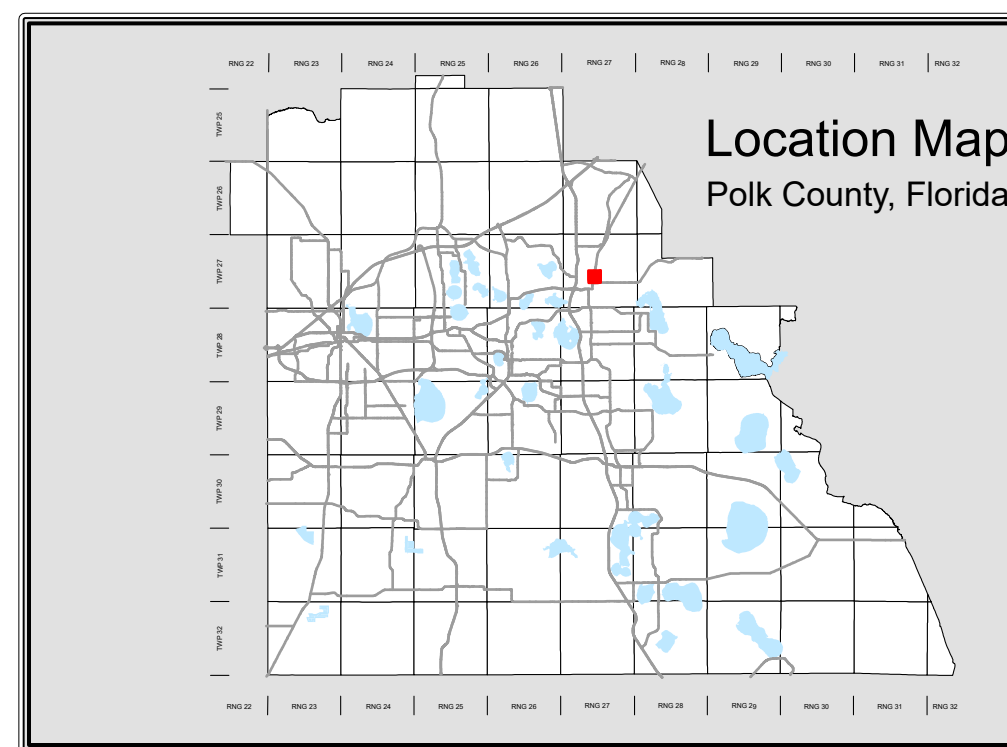 RNG 22 RNG 23 RNG 24 RNG 25 RNG 26 RNG 27 RNG 28 RNG 29 RNG 30 RNG 31 RNG 32
Location Map
Polk County, Florida
TWP 25
TWP 26
TWP 27
TWP 28
TWP 29
TWP 30
TWP 31
TWP 32
RNG 22 RNG 23 RNG 24 RNG 25 RNG 26 RNG 27 RNG 28 RNG 29 RNG 30 RNG 31 RNG 32